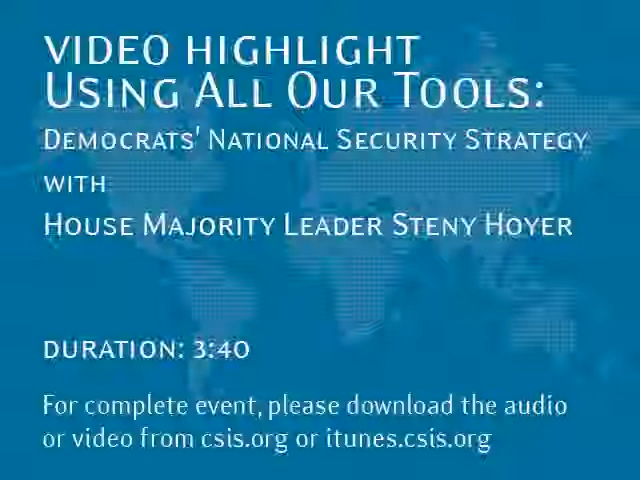 VIDEO HIGHLIGHT
USING ALL OUR TOOLS:
DEMOCRATS' NATIONAL SECURITY STRATEGY
WITH
HOUSE MAJORITY LEADER STENY HOYER
DURATION: 3:40
For complete event, please download the audio
or video from csis.org or itunes.csis.org